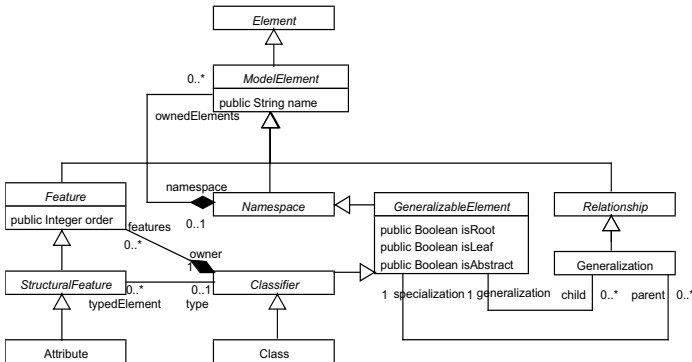 Element
0..*
ModelElement
public String name
ownedElements
namespace
Feature
Namespace
GeneralizableElement
Relationship
public Integer order
features
0..1
public Boolean isRoot
0..*
public Boolean isLeaf
owner
public Boolean isAbstract
Generalization
1
StructuralFeature
0..*
0..1
Classifier
typedElement
type
1 specialization
1 generalization
child
0..*
parent
0..*
Attribute
Class